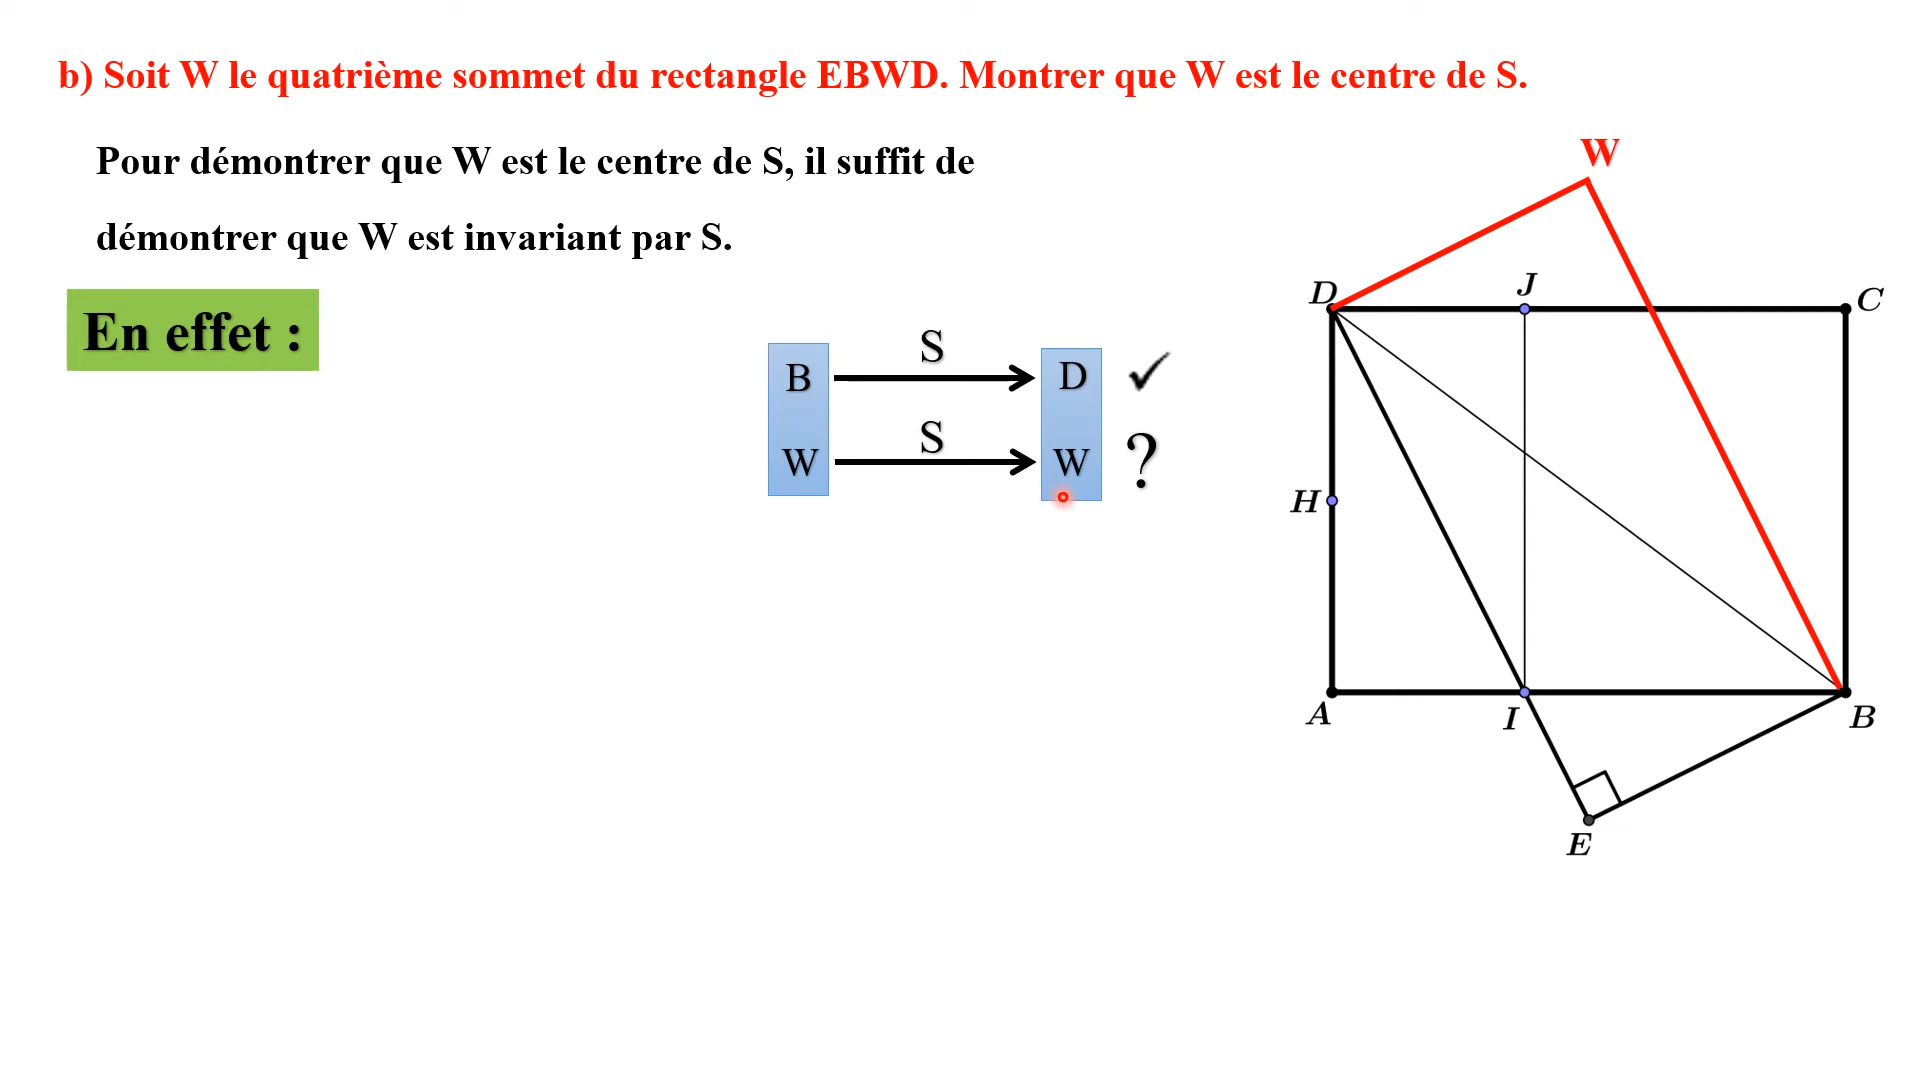 b) Soit W le quatrième sommet du rectangle EBWD. Montrer que W est le centre de S.
Pour démontrer que W est le centre de S, il suffit de
démontrer que W est invariant par S.
En effet :
B S D ✓
W S W ?
W
D J C
H
A I B
E